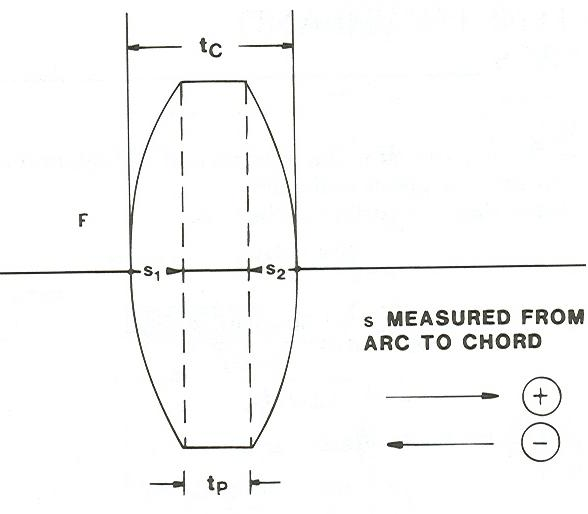 tC
F
s1
s2
s MEASURED FROM
ARC TO CHORD
+
−
tP